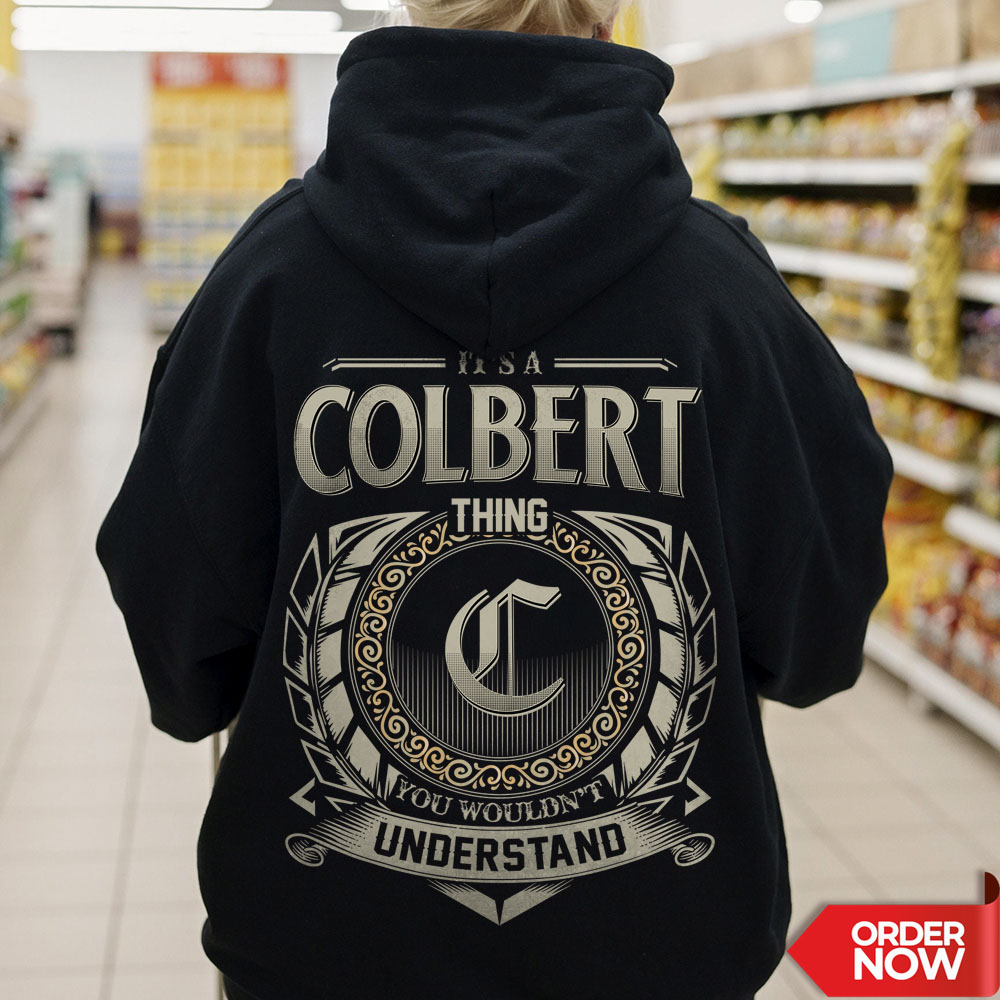 IT'S A
COLBERT
THING
C
YOU WOULDN'T
UNDERSTAND
ORDER
NOW